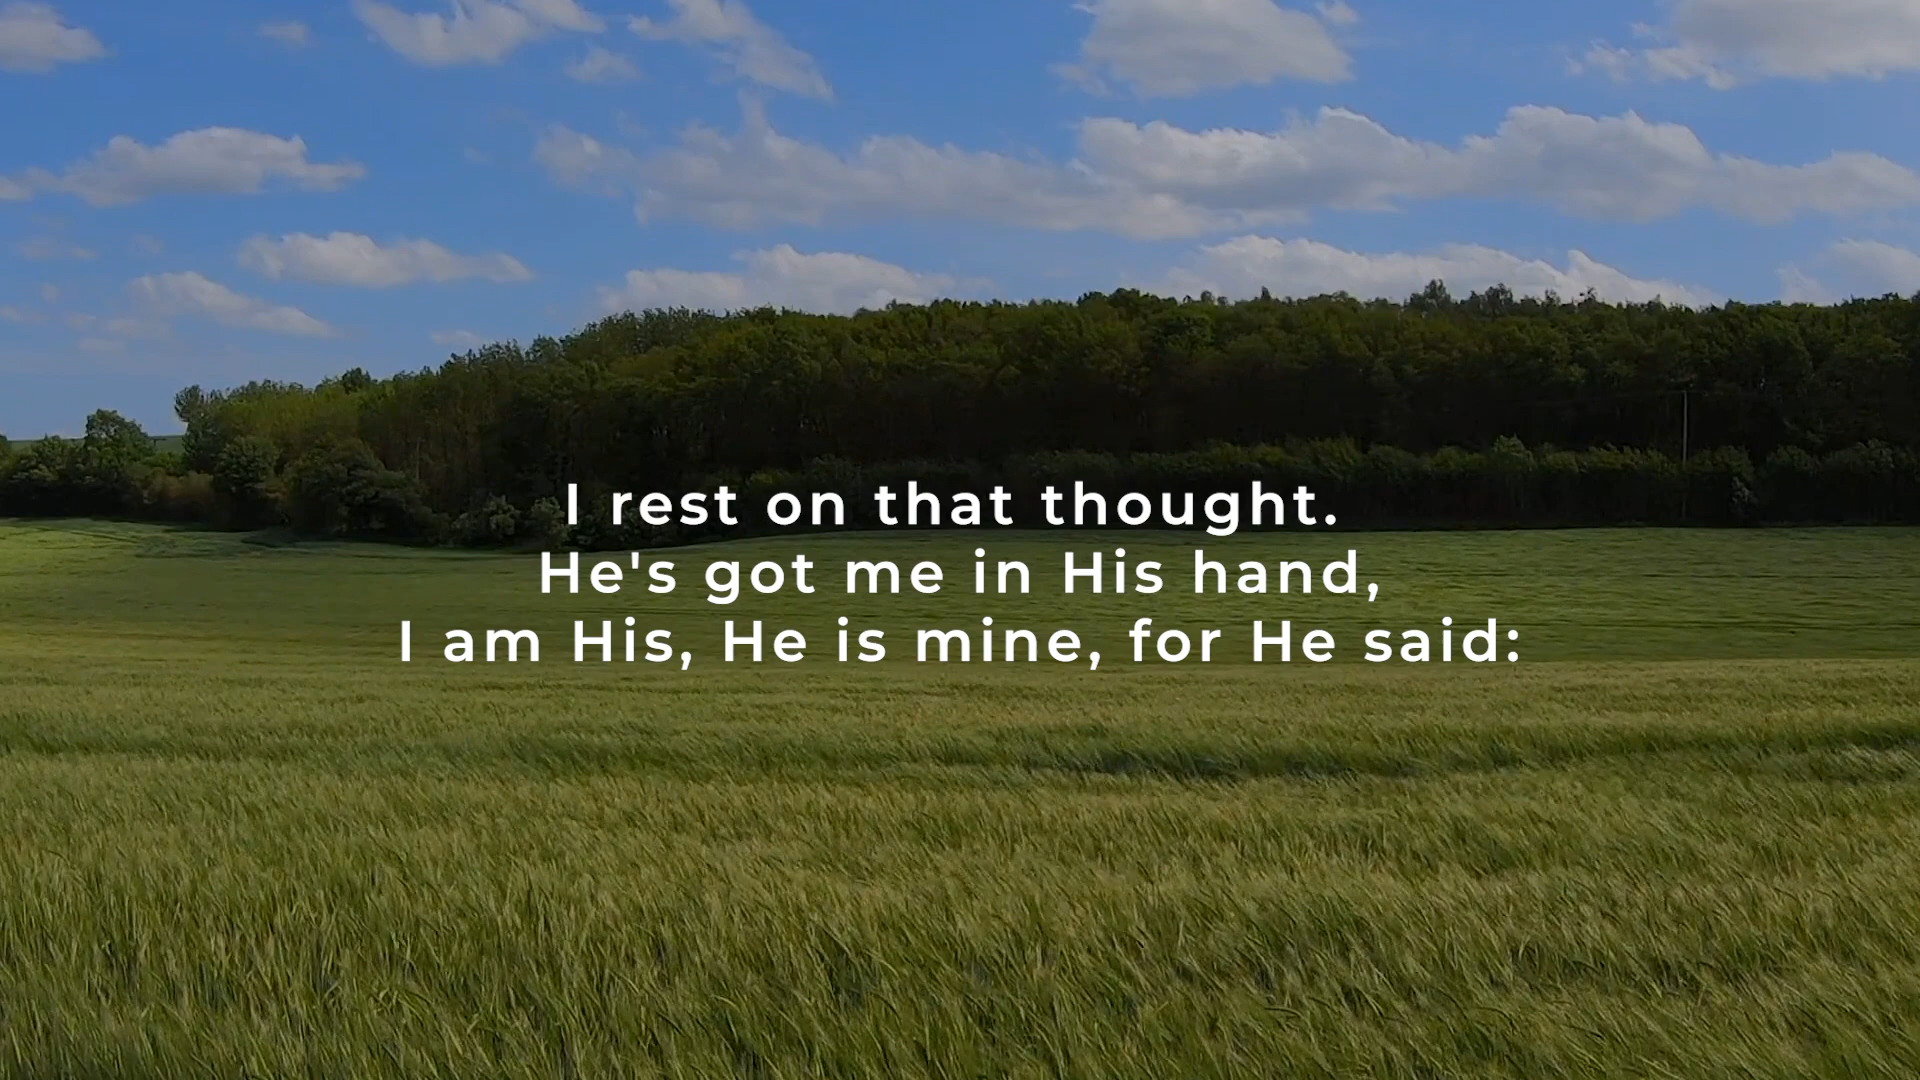 I rest on that thought.
He's got me in His hand,
I am His, He is mine, for He said: